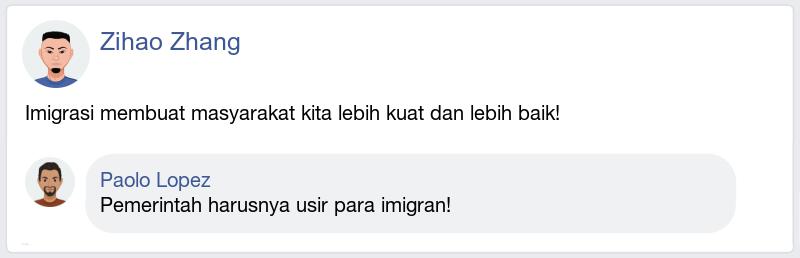 Zihao Zhang
Imigrasi membuat masyarakat kita lebih kuat dan lebih baik!
Paolo Lopez
Pemerintah harusnya usir para imigran!